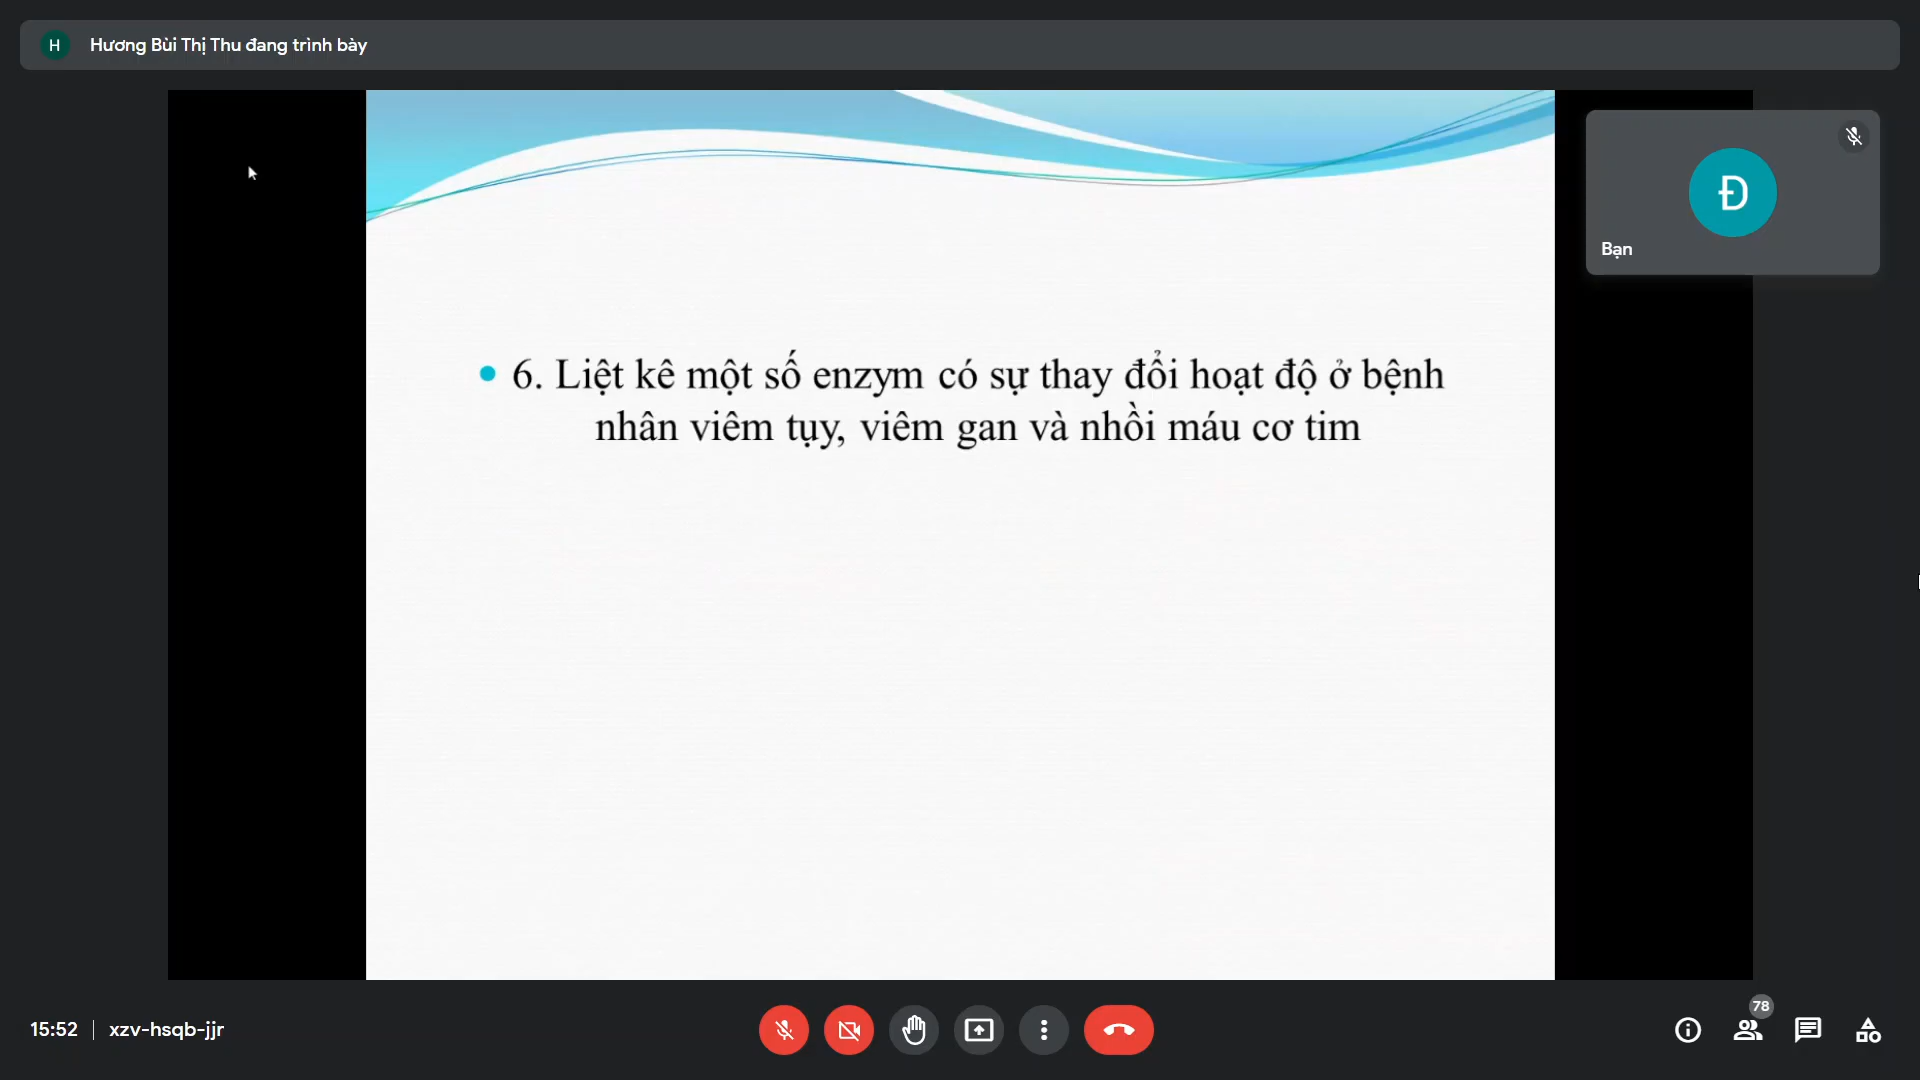 H
Hương Bùi Thị Thu đang trình bày
Đ
Bạn
6. Liệt kê một số enzym có sự thay đổi hoạt độ ở bệnh
nhân viêm tụy, viêm gan và nhồi máu cơ tim
78
15:52 | xzv-hsqb-jjr